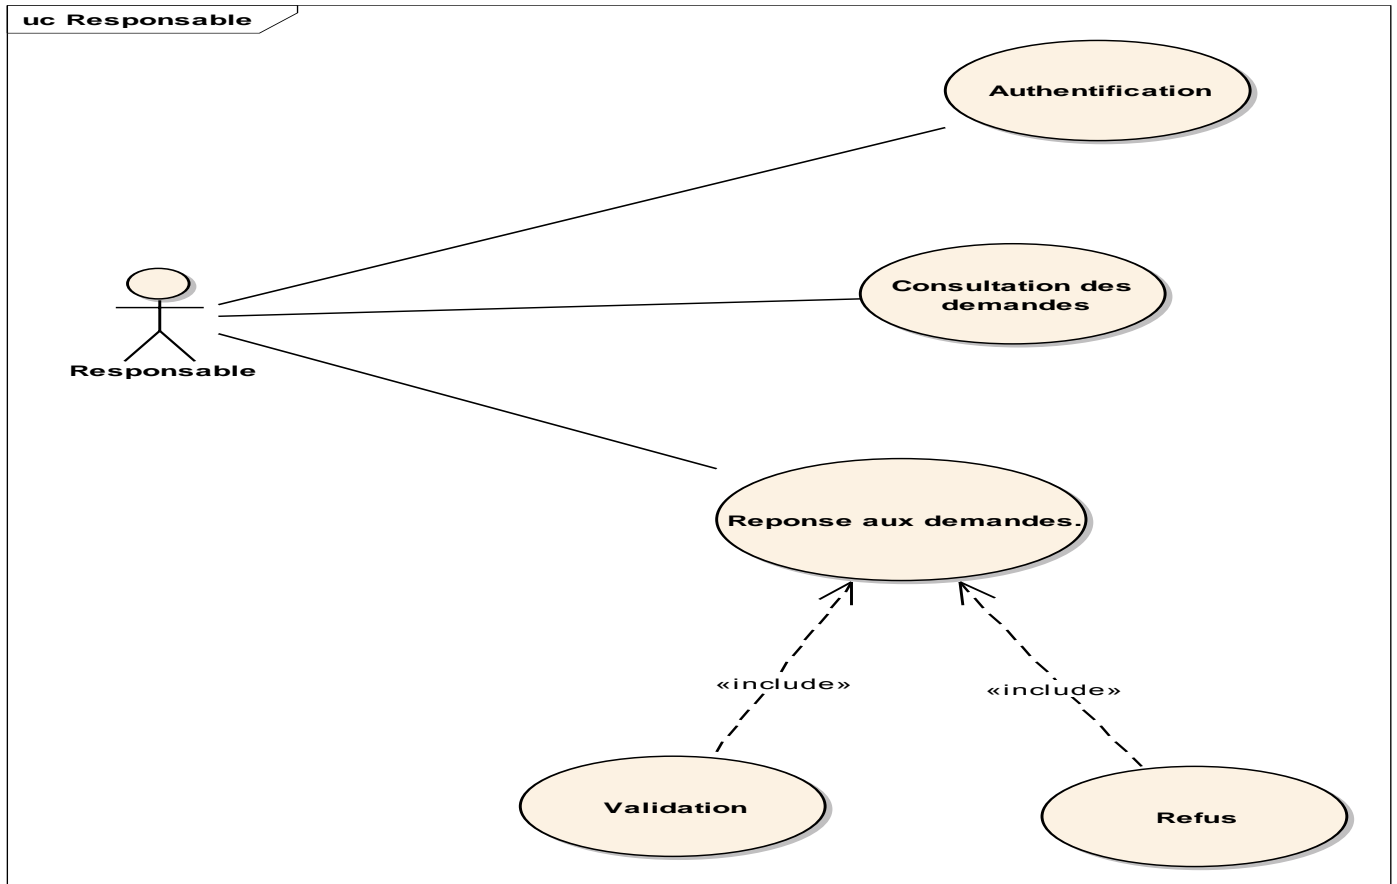 uc Responsable
Authentification
Consultation des
demandes
Responsable
Reponse aux demandes.
«include»
«include»
Validation
Refus